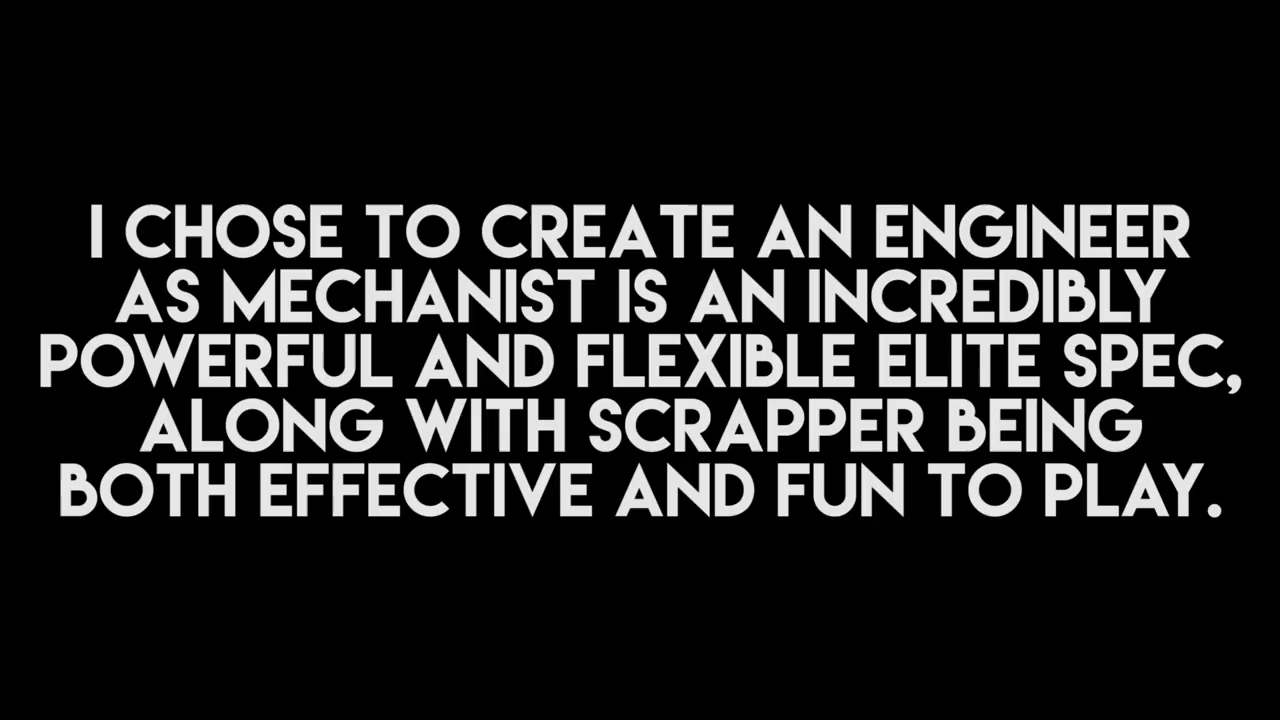 I CHOSE TO CREATE AN ENGINEER
AS MECHANIST IS AN INCREDIBLY
POWERFUL AND FLEXIBLE ELITE SPEC,
ALONG WITH SCRAPPER BEING
BOTH EFFECTIVE AND FUN TO PLAY.